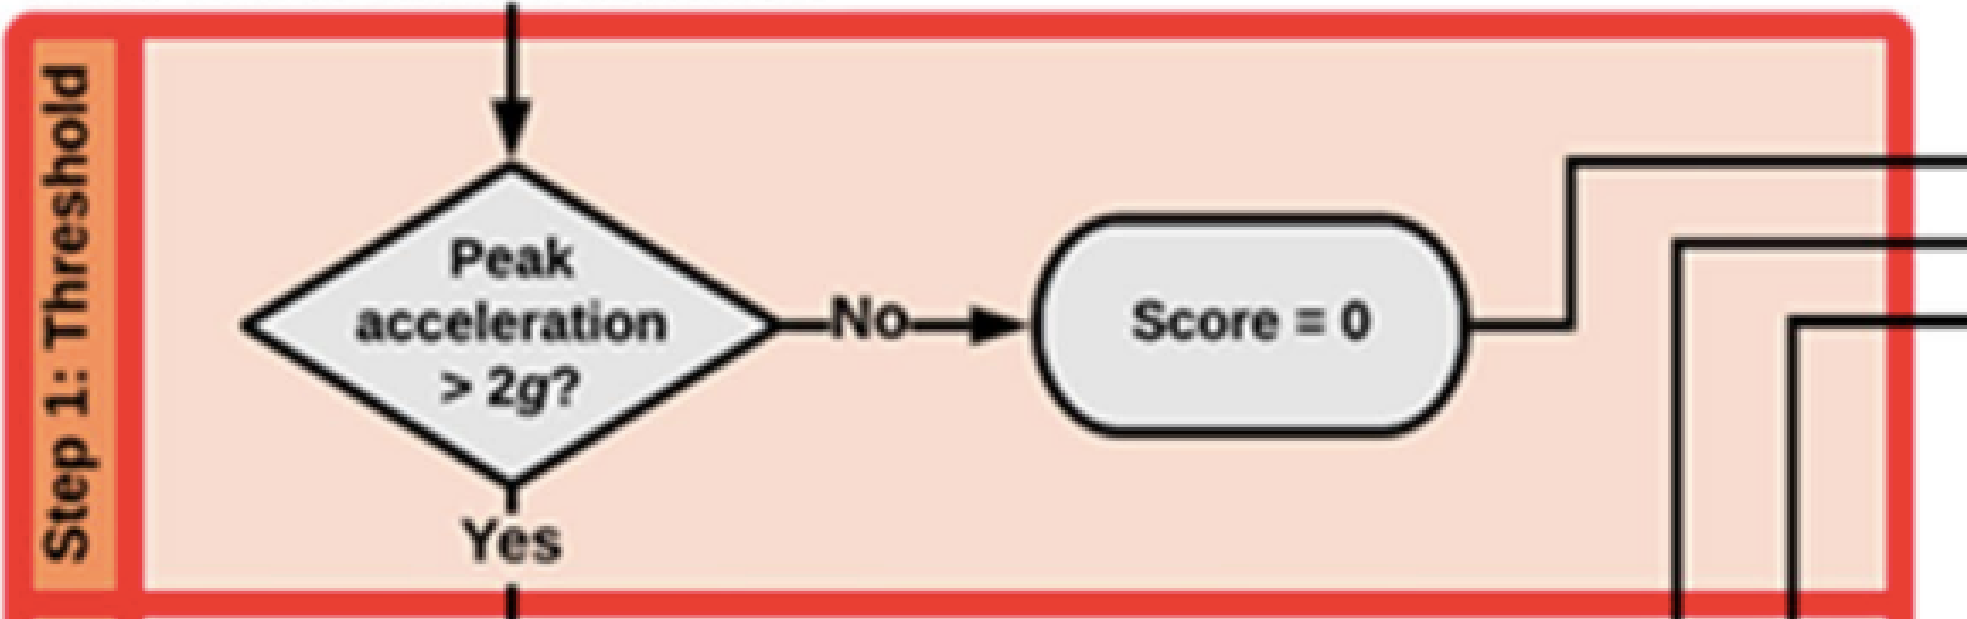 Step 1: Threshold
Peak
acceleration
> 2g?
No
Score = 0
Yes